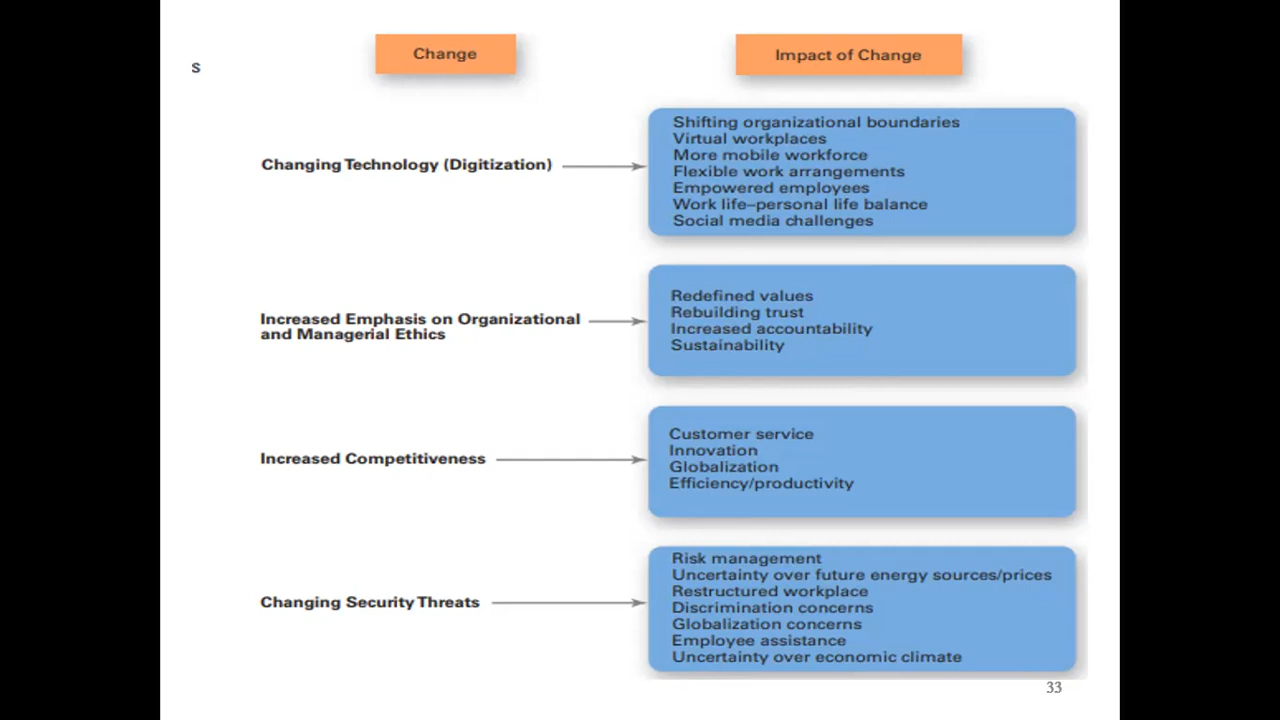 s
Change
Impact of Change
Changing Technology (Digitization)
Shifting organizational boundaries
Virtual workplaces
More mobile workforce
Flexible work arrangements
Empowered employees
Work life–personal life balance
Social media challenges
Increased Emphasis on Organizational
and Managerial Ethics
Redefined values
Rebuilding trust
Increased accountability
Sustainability
Increased Competitiveness
Customer service
Innovation
Globalization
Efficiency/productivity
Changing Security Threats
Risk management
Uncertainty over future energy sources/prices
Restructured workplace
Discrimination concerns
Globalization concerns
Employee assistance
Uncertainty over economic climate
33